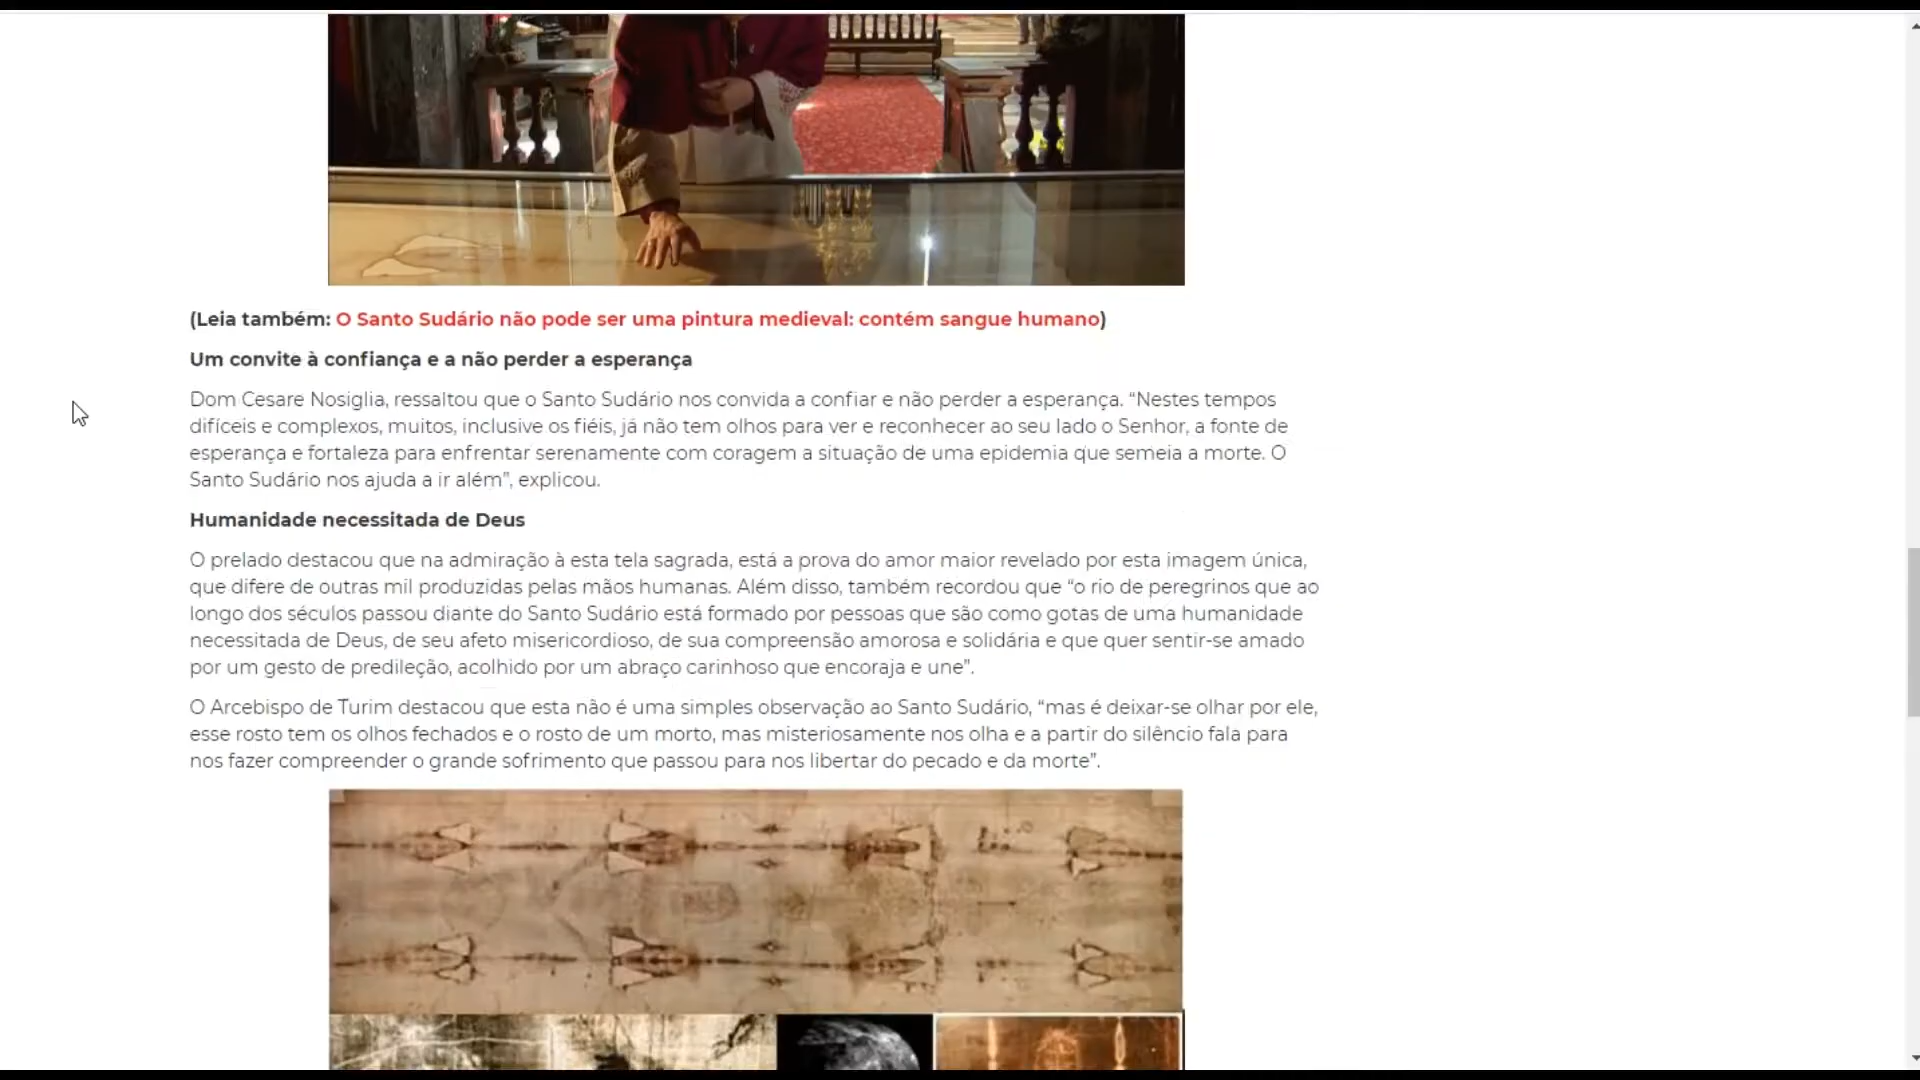 (Leia também: O Santo Sudário não pode ser uma pintura medieval: contém sangue humano)
Um convite à confiança e a não perder a esperança
Dom Cesare Nosiglia, ressaltou que o Santo Sudário nos convida a confiar e não perder a esperança. “Nestes tempos
difíceis e complexos, muitos, inclusive os fiéis, já não tem olhos para ver e reconhecer ao seu lado o Senhor, a fonte de
esperança e fortaleza para enfrentar serenamente com coragem a situação de uma epidemia que semeia a morte. O
Santo Sudário nos ajuda a ir além”, explicou.
Humanidade necessitada de Deus
O prelado destacou que na admiração à esta tela sagrada, está a prova do amor maior revelado por esta imagem única,
que difere de outras mil produzidas pelas mãos humanas. Além disso, também recordou que “o rio de peregrinos que ao
longo dos séculos passou diante do Santo Sudário está formado por pessoas que são como gotas de uma humanidade
necessitada de Deus, de seu afeto misericordioso, de sua compreensão amorosa e solidária e que quer sentir-se amado
por um gesto de predileção, acolhido por um abraço carinhoso que encoraja e une”.
O Arcebispo de Turim destacou que esta não é uma simples observação ao Santo Sudário, “mas é deixar-se olhar por ele,
esse rosto tem os olhos fechados e o rosto de um morto, mas misteriosamente nos olha e a partir do silêncio fala para
nos fazer compreender o grande sofrimento que passou para nos libertar do pecado e da morte”.